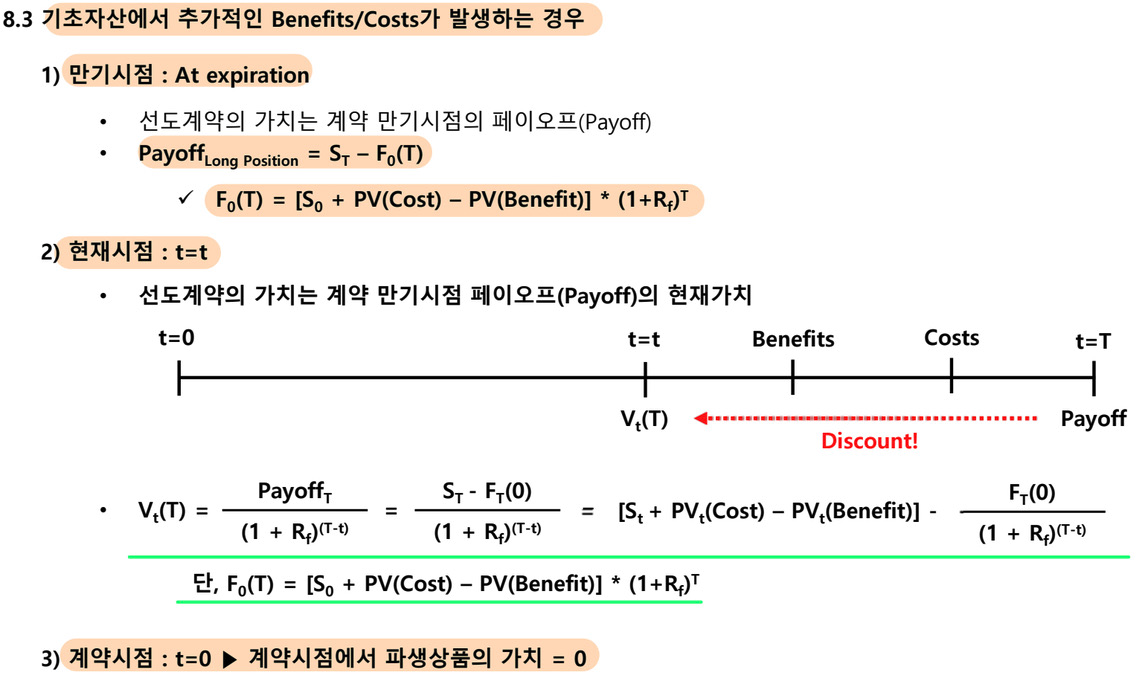 8.3 기초자산에서 추가적인 Benefits/Costs가 발생하는 경우
1) 만기시점 : At expiration
• 선도계약의 가치는 계약 만기시점의 페이오프(Payoff)
• Payoff_Long Position = S_T – F_0(T)
✓ F_0(T) = [S_0 + PV(Cost) – PV(Benefit)] * (1+R_f)^T
2) 현재시점 : t=t
• 선도계약의 가치는 계약 만기시점 페이오프(Payoff)의 현재가치
t=0 t=t Benefits Costs t=T
V_t(T) Payoff
Discount!
• V_t(T) = Payoff_T / (1 + R_f)^(T-t) = S_T - F_T(0) / (1 + R_f)^(T-t) = [S_t + PV_t(Cost) – PV_t(Benefit)] - F_T(0) / (1 + R_f)^(T-t)
단, F_0(T) = [S_0 + PV(Cost) – PV(Benefit)] * (1+R_f)^T
3) 계약시점 : t=0 ▶ 계약시점에서 파생상품의 가치 = 0